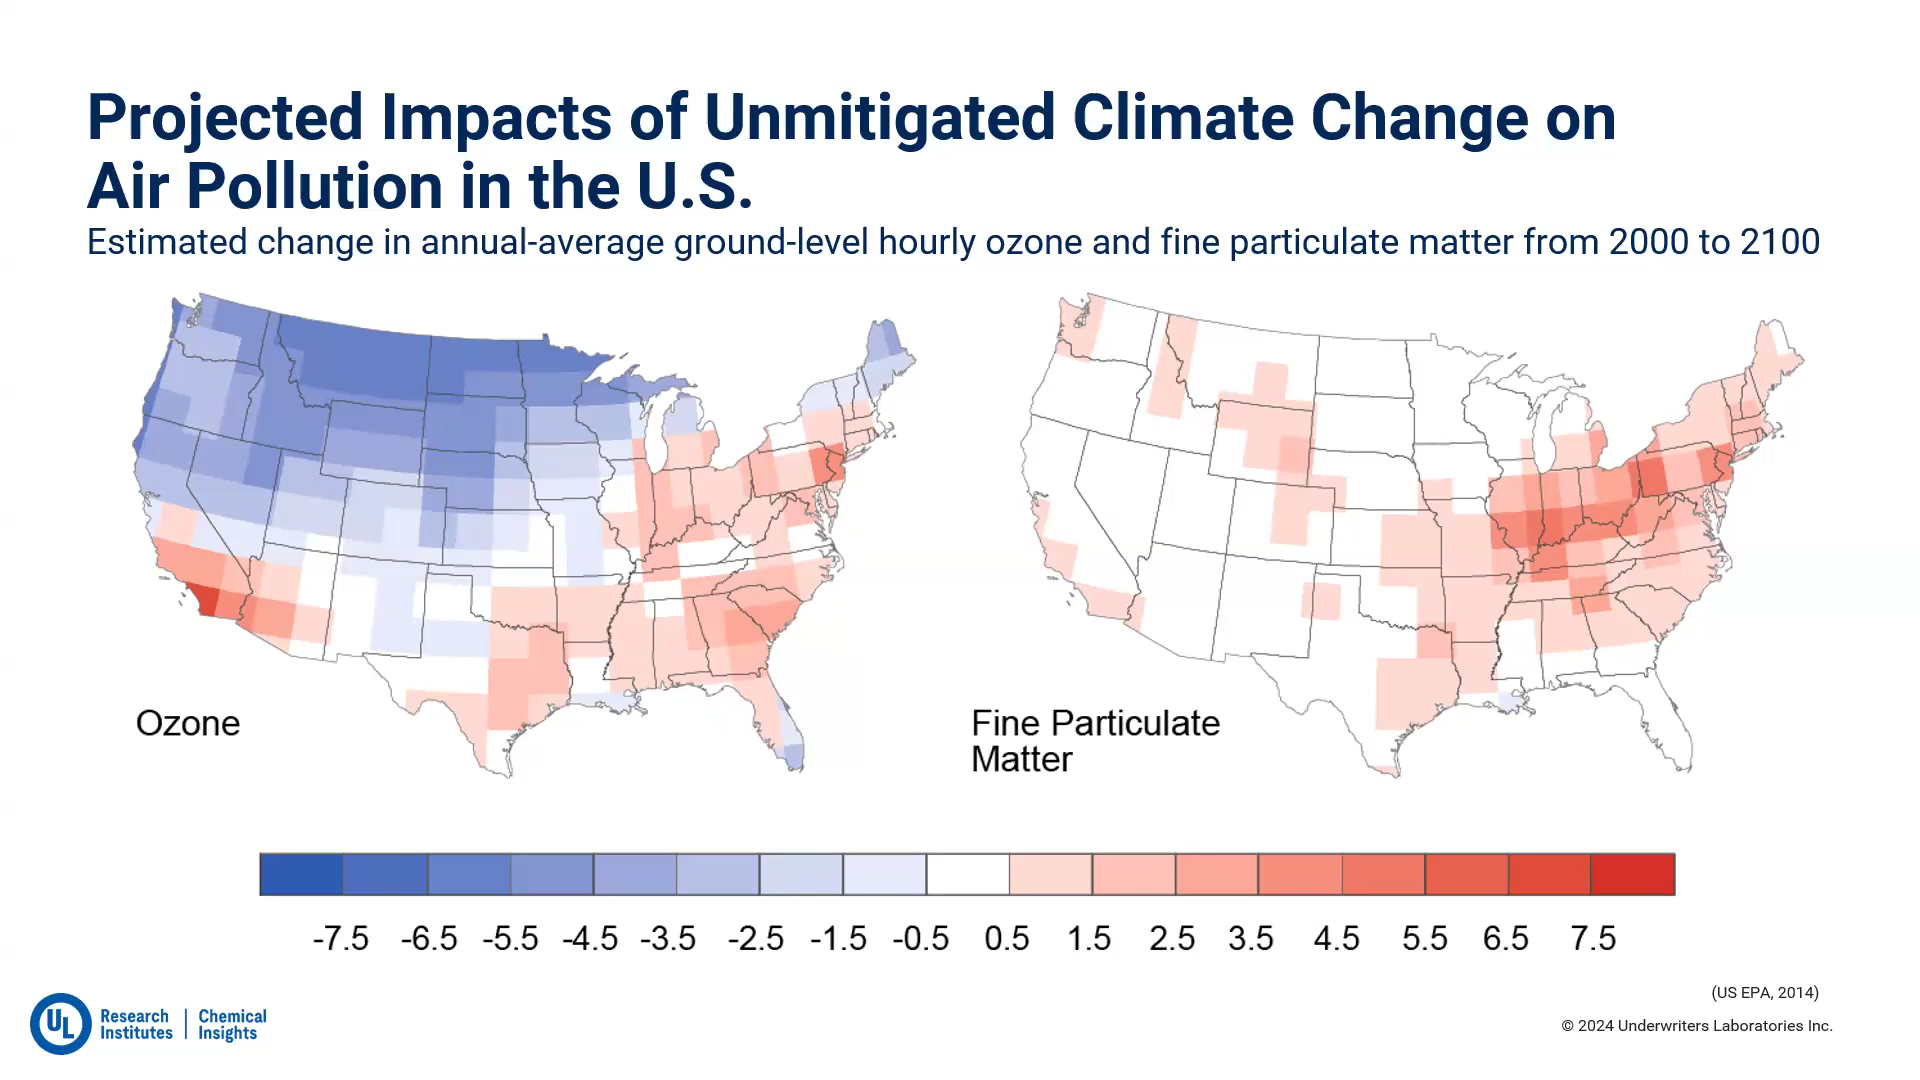 Projected Impacts of Unmitigated Climate Change on
Air Pollution in the U.S.
Estimated change in annual-average ground-level hourly ozone and fine particulate matter from 2000 to 2100
Ozone
Fine Particulate
Matter
-7.5 -6.5 -5.5 -4.5 -3.5 -2.5 -1.5 -0.5 0.5 1.5 2.5 3.5 4.5 5.5 6.5 7.5
(US EPA, 2014)
UL
Research
Institutes
Chemical
Insights
© 2024 Underwriters Laboratories Inc.